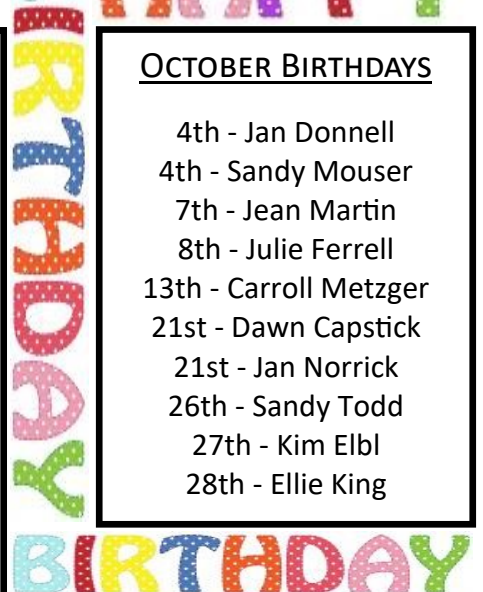 OCTOBER BIRTHDAYS
4th - Jan Donnell
4th - Sandy Mouser
7th - Jean Martin
8th - Julie Ferrell
13th - Carroll Metzger
21st - Dawn Capstick
21st - Jan Norrick
26th - Sandy Todd
27th - Kim Elbl
28th - Ellie King
BIRTHDAY
BIRTHDAY